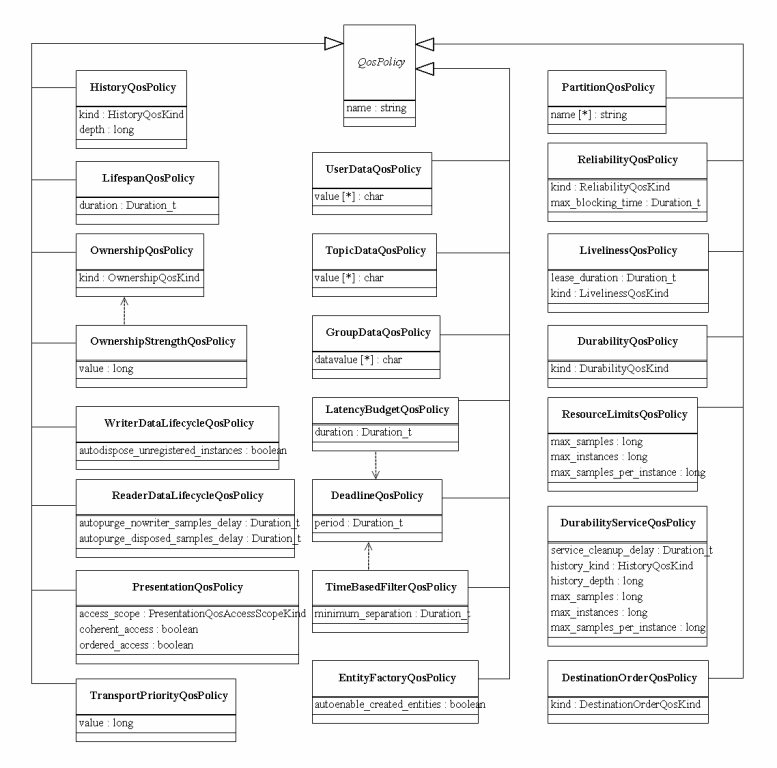 QosPolicy
name : string
HistoryQosPolicy
kind : HistoryQosKind
depth : long
LifespanQosPolicy
duration : Duration_t
OwnershipQosPolicy
kind : OwnershipQosKind
OwnershipStrengthQosPolicy
value : long
WriterDataLifecycleQosPolicy
autodispose_unregistered_instances : boolean
ReaderDataLifecycleQosPolicy
autopurge_nowriter_samples_delay : Duration_t
autopurge_disposed_samples_delay : Duration_t
PresentationQosPolicy
access_scope : PresentationQosAccessScopeKind
coherent_access : boolean
ordered_access : boolean
TransportPriorityQosPolicy
value : long
UserDataQosPolicy
value [*] : char
TopicDataQosPolicy
value [*] : char
GroupDataQosPolicy
datavalue [*] : char
LatencyBudgetQosPolicy
duration : Duration_t
DeadlineQosPolicy
period : Duration_t
TimeBasedFilterQosPolicy
minimum_separation : Duration_t
EntityFactoryQosPolicy
autoenable_created_entities : boolean
PartitionQosPolicy
name [*] : string
ReliabilityQosPolicy
kind : ReliabilityQosKind
max_blocking_time : Duration_t
LivelinessQosPolicy
lease_duration : Duration_t
kind : LivelinessQosKind
DurabilityQosPolicy
kind : DurabilityQosKind
ResourceLimitsQosPolicy
max_samples : long
max_instances : long
max_samples_per_instance : long
DurabilityServiceQosPolicy
service_cleanup_delay : Duration_t
history_kind : HistoryQosKind
history_depth : long
max_samples : long
max_instances : long
max_samples_per_instance : long
DestinationOrderQosPolicy
kind : DestinationOrderQosKind